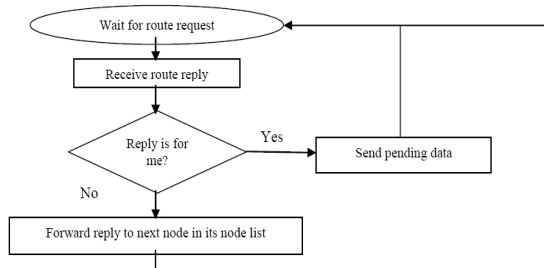 Wait for route request
Receive route reply
Reply is for
me?
Yes
Send pending data
No
Forward reply to next node in its node list